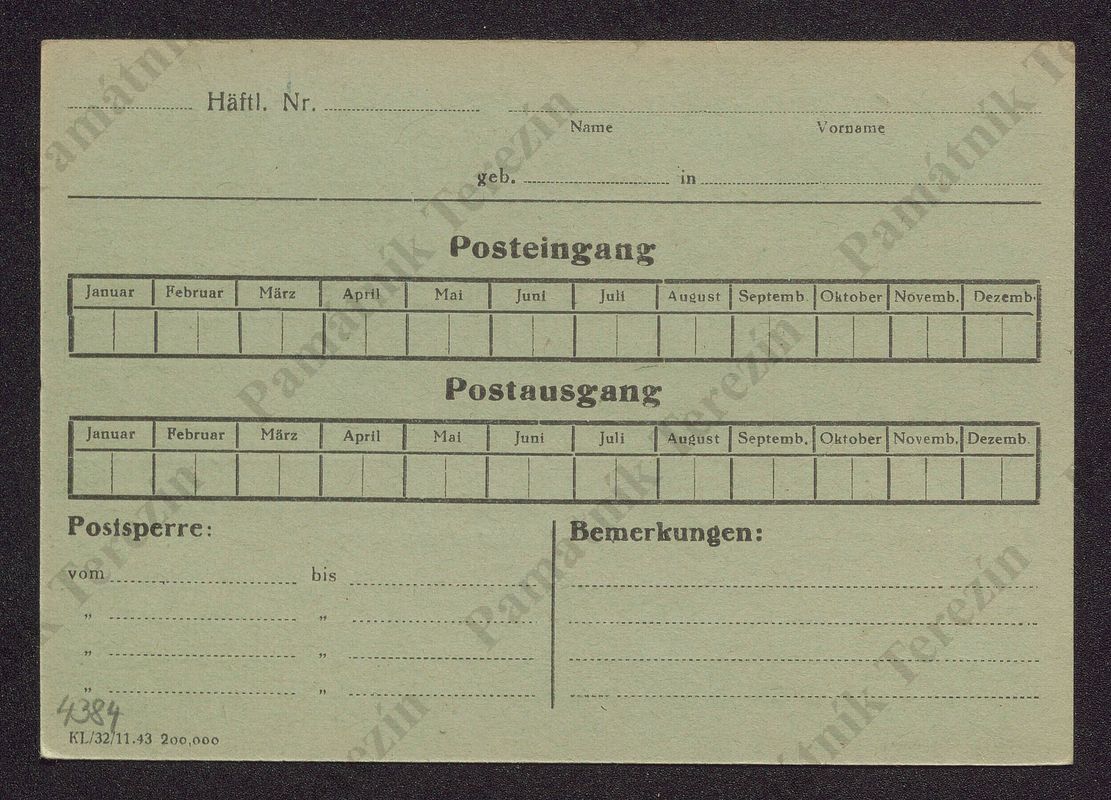 Häftl. Nr.
Name Vorname
geb. in
Posteingang
Januar Februar März April Mai Juni Juli August Septemb. Oktober Novemb. Dezemb.
Postausgang
Januar Februar März April Mai Juni Juli August Septemb. Oktober Novemb. Dezemb.
Postsperre: Bemerkungen:
vom bis
„ „
„ „
„ „
4384
KL/32/11.43 200,000
Památník Terezín